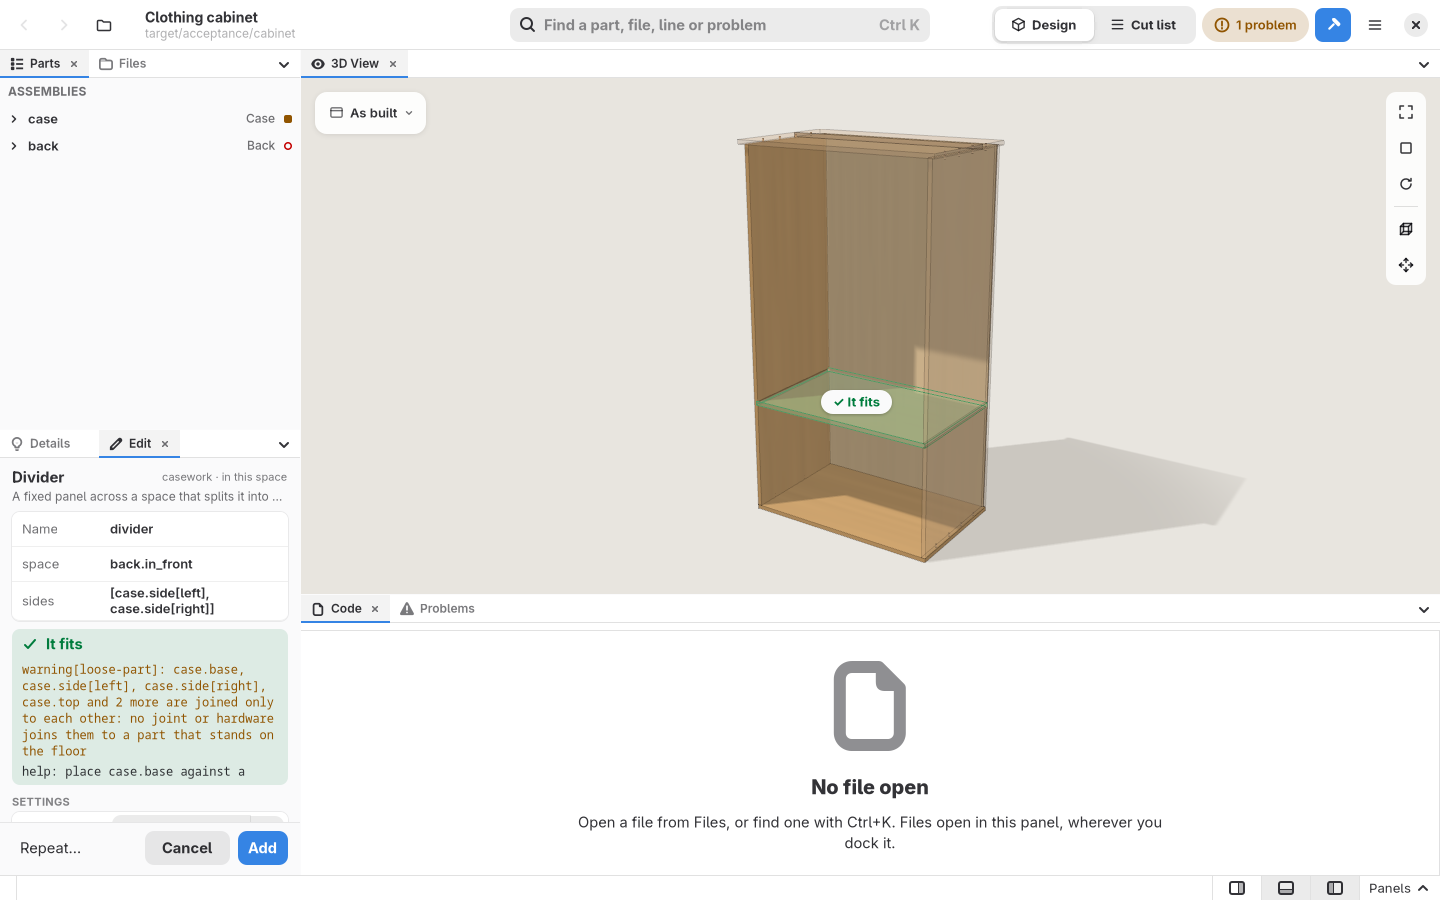 Clothing cabinet
target/acceptance/cabinet
Find a part, file, line or problem
Ctrl K
Design
Cut list
1 problem
Parts
Files
3D View
ASSEMBLIES
case
Case
back
Back
As built
It fits
Details
Edit
Divider
casework · in this space
A fixed panel across a space that splits it into ...
Name
divider
space
back.in_front
sides
[case.side[left],
case.side[right]]
It fits
warning[loose-part]: case.base,
case.side[left], case.side[right],
case.top and 2 more are joined only
to each other: no joint or hardware
joins them to a part that stands on
the floor
help: place case.base against a
SETTINGS
Repeat...
Cancel
Add
Code
Problems
No file open
Open a file from Files, or find one with Ctrl+K. Files open in this panel, wherever you
dock it.
Panels